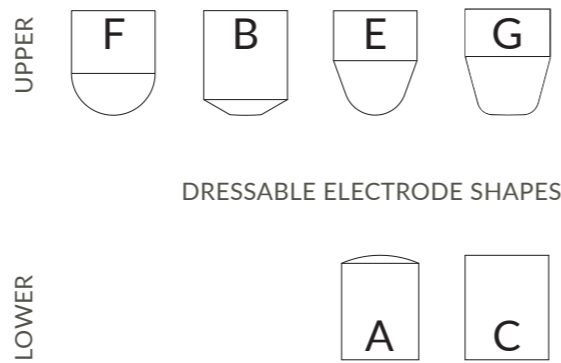 UPPER
F B E G
DRESSABLE ELECTRODE SHAPES
LOWER
A C